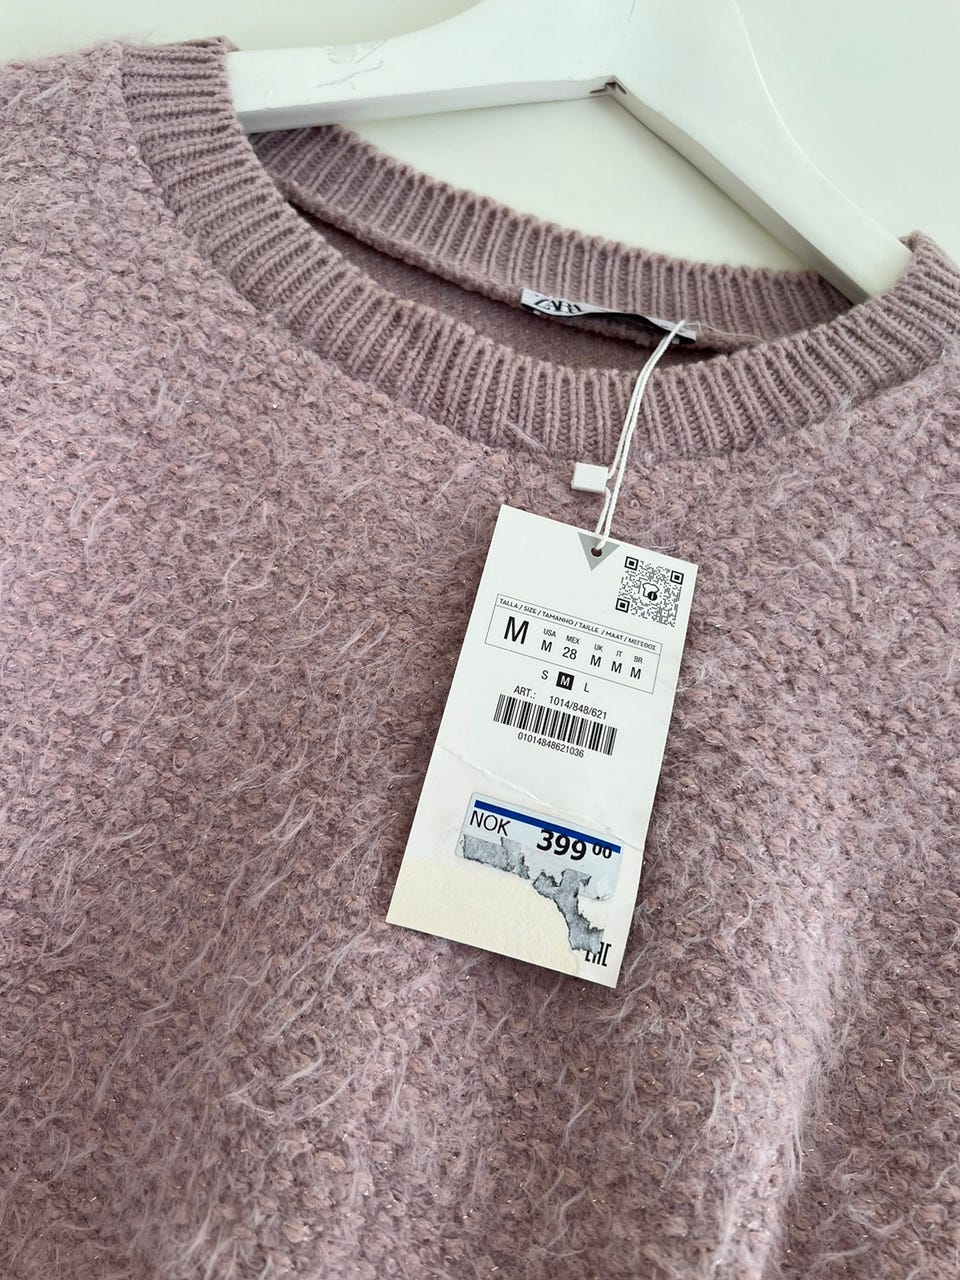 ZARA
TALLA / SIZE / TAMANHO / TAILLE / MAAT / ΜΕΓΕΘΟΣ
M USA M MEX 28 UK M IT M BR M
S M L
ART.: 1014/848/621
01014848621036
NOK 399 00